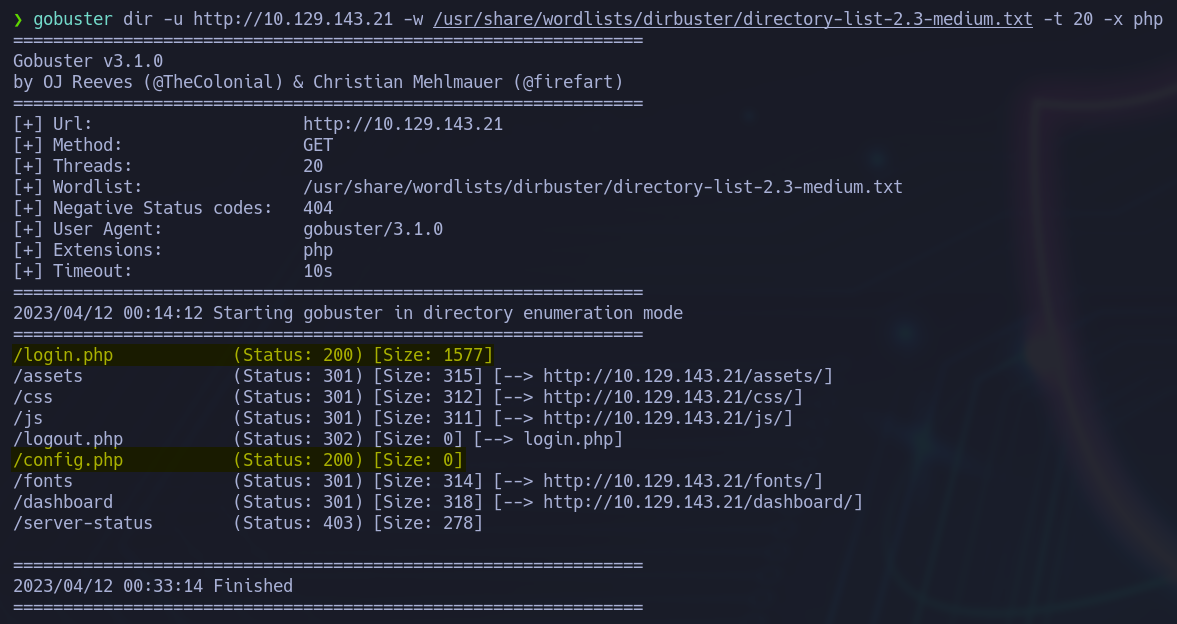 ❯ gobuster dir -u http://10.129.143.21 -w /usr/share/wordlists/dirbuster/directory-list-2.3-medium.txt -t 20 -x php
===============================================================
Gobuster v3.1.0
by OJ Reeves (@TheColonial) & Christian Mehlmauer (@firefart)
===============================================================
[+] Url:                     http://10.129.143.21
[+] Method:                  GET
[+] Threads:                 20
[+] Wordlist:                /usr/share/wordlists/dirbuster/directory-list-2.3-medium.txt
[+] Negative Status codes:   404
[+] User Agent:              gobuster/3.1.0
[+] Extensions:              php
[+] Timeout:                 10s
===============================================================
2023/04/12 00:14:12 Starting gobuster in directory enumeration mode
===============================================================
/login.php            (Status: 200) [Size: 1577]
/assets               (Status: 301) [Size: 315] [--> http://10.129.143.21/assets/]
/css                  (Status: 301) [Size: 312] [--> http://10.129.143.21/css/]
/js                   (Status: 301) [Size: 311] [--> http://10.129.143.21/js/]
/logout.php           (Status: 302) [Size: 0] [--> login.php]
/config.php           (Status: 200) [Size: 0]
/fonts                (Status: 301) [Size: 314] [--> http://10.129.143.21/fonts/]
/dashboard            (Status: 301) [Size: 318] [--> http://10.129.143.21/dashboard/]
/server-status        (Status: 403) [Size: 278]
===============================================================
2023/04/12 00:33:14 Finished
===============================================================